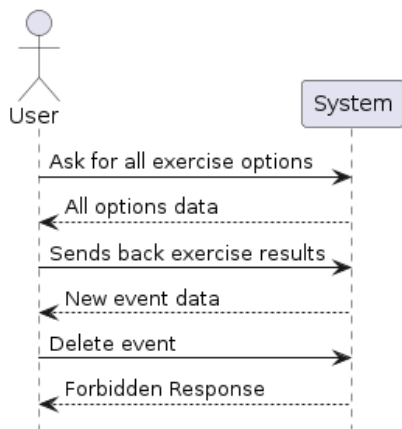 User
System
Ask for all exercise options
All options data
Sends back exercise results
New event data
Delete event
Forbidden Response